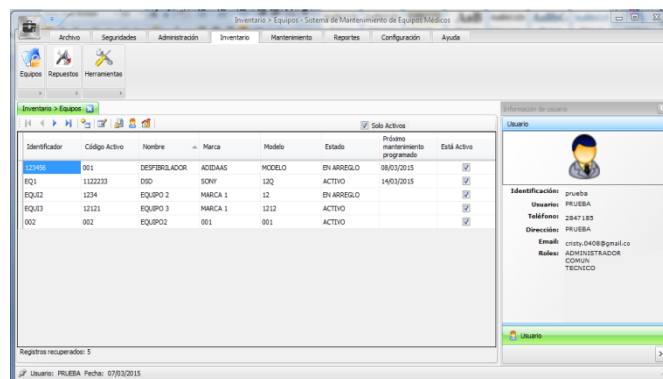 Inventario > Equipos - Sistema de Mantenimiento de Equipos Médicos
Archivo Seguridades Administración Inventario Mantenimiento Reportes Configuración Ayuda
Equipos Repuestos Herramientas
Inventario > Equipos
Solo Activos
Identificador Código Activo Nombre Marca Modelo Estado Próximo mantenimiento programado Está Activo
123456 001 DESFIBRILADOR ADIDAAS MODELO EN ARREGLO 08/03/2015
EQ1 1122233 DSD SONY 12Q ACTIVO 14/03/2015
EQUI2 1234 EQUIPO 2 MARCA 1 12 EN ARREGLO
EQUI3 12121 EQUIPO 3 MARCA 1 1212 ACTIVO
002 002 EQUIPO2 001 001 ACTIVO
Registros recuperados: 5
Usuario: PRUEBA Fecha: 07/03/2015
Información de usuario
Usuario
Identificación: prueba
Usuario: PRUEBA
Teléfono: 2847185
Dirección: PRUEBA
Email: cristy.0408@gmail.co
Roles: ADMINISTRADOR
COMUN
TECNICO
Usuario